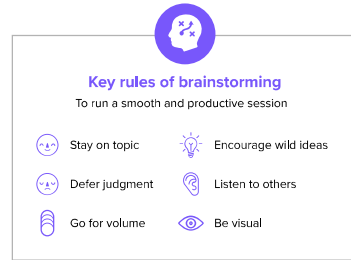 Key rules of brainstorming
To run a smooth and productive session
Stay on topic
Encourage wild ideas
Defer judgment
Listen to others
Go for volume
Be visual